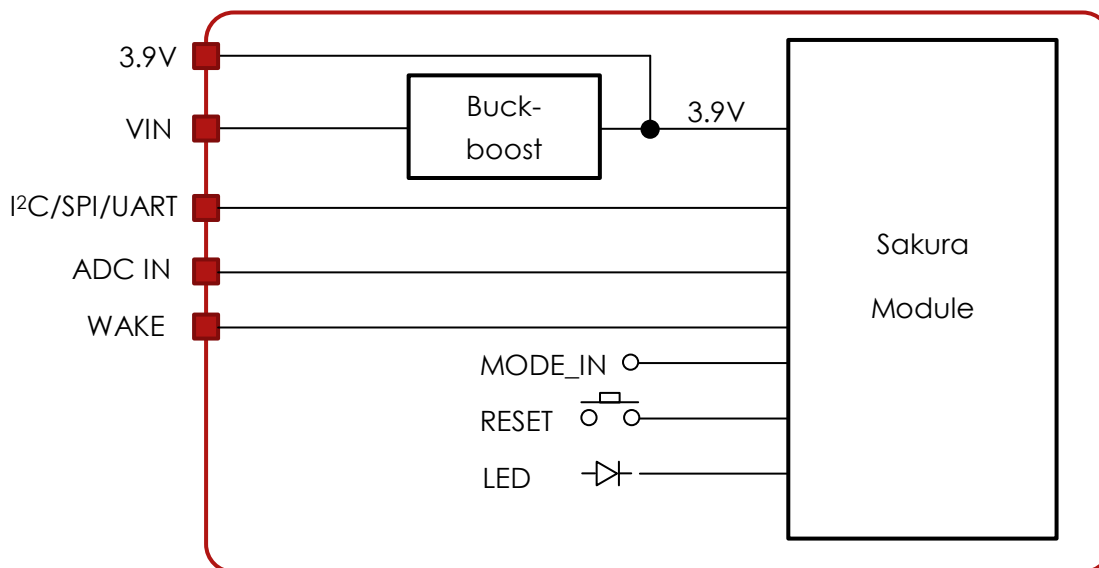 3.9V
VIN
Buck-
boost
3.9V
I²C/SPI/UART
ADC IN
WAKE
Sakura
Module
MODE_IN
RESET
LED